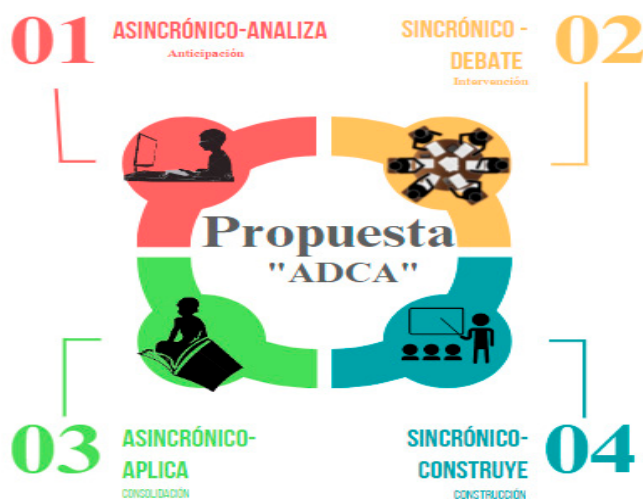 01
ASINCRÓNICO-ANALIZA
Anticipación
SINCRÓNICO -
DEBATE
Intervención
02
Propuesta
"ADCA"
03
ASINCRÓNICO-
APLICA
CONSOLIDACIÓN
SINCRÓNICO-
CONSTRUYE
CONSTRUCCIÓN
04